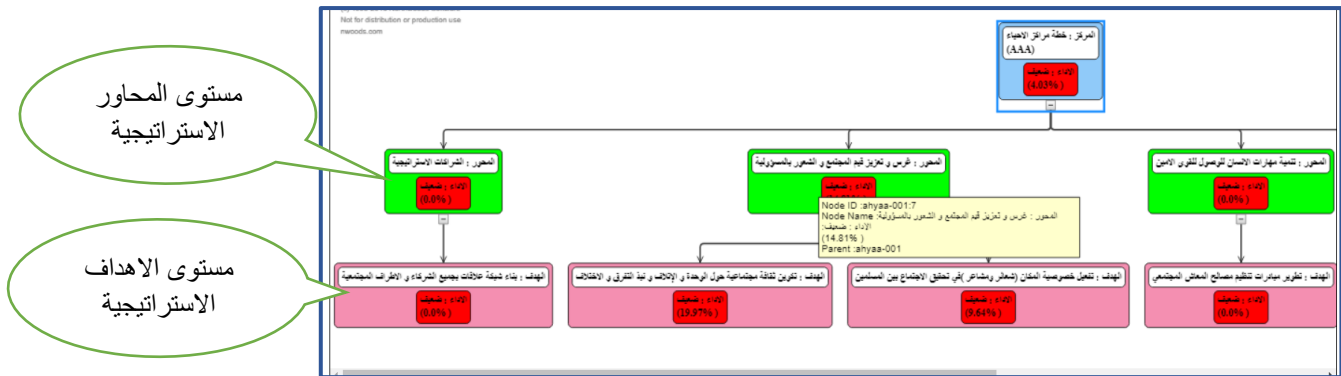 Not for distribution or production use
nwoods.com
المركز : خطة مراكز الاحياء
(AAA)
الاداء : ضعيف
(4.03% )
مستوى المحاور
الاستراتيجية
المحور : الشراكات الاستراتيجية
الاداء : ضعيف
(0.0% )
المحور : غرس و تعزيز قيم المجتمع و الشعور بالمسؤولية
الاداء : ضعيف
المحور : تنمية مهارات الانسان للوصول للقوي الامين
الاداء : ضعيف
(0.0% )
Node ID :ahyaa-001:7
Node Name :المحور : غرس و تعزيز قيم المجتمع و الشعور بالمسؤولية
الأداء : ضعيف:
(14.81% )
Parent :ahyaa-001
مستوى الاهداف
الاستراتيجية
الهدف : بناء شبكة علاقات بجميع الشركاء و الاطراف المجتمعية
الاداء : ضعيف
(0.0% )
الهدف : تكوين ثقافة مجتماعية حول الوحدة و الإتلاف و نبذ التفرق و الاختلاف
الاداء : ضعيف
(19.97% )
الهدف : تفعيل خصوصية المكان (شعائر ومشاعر )في تحقيق الاجتماع بين المسلمين
الاداء : ضعيف
(9.64% )
الهدف : تطوير مبادرات تنظيم مصالح المعاش المجتمعي
الاداء : ضعيف
(0.0% )